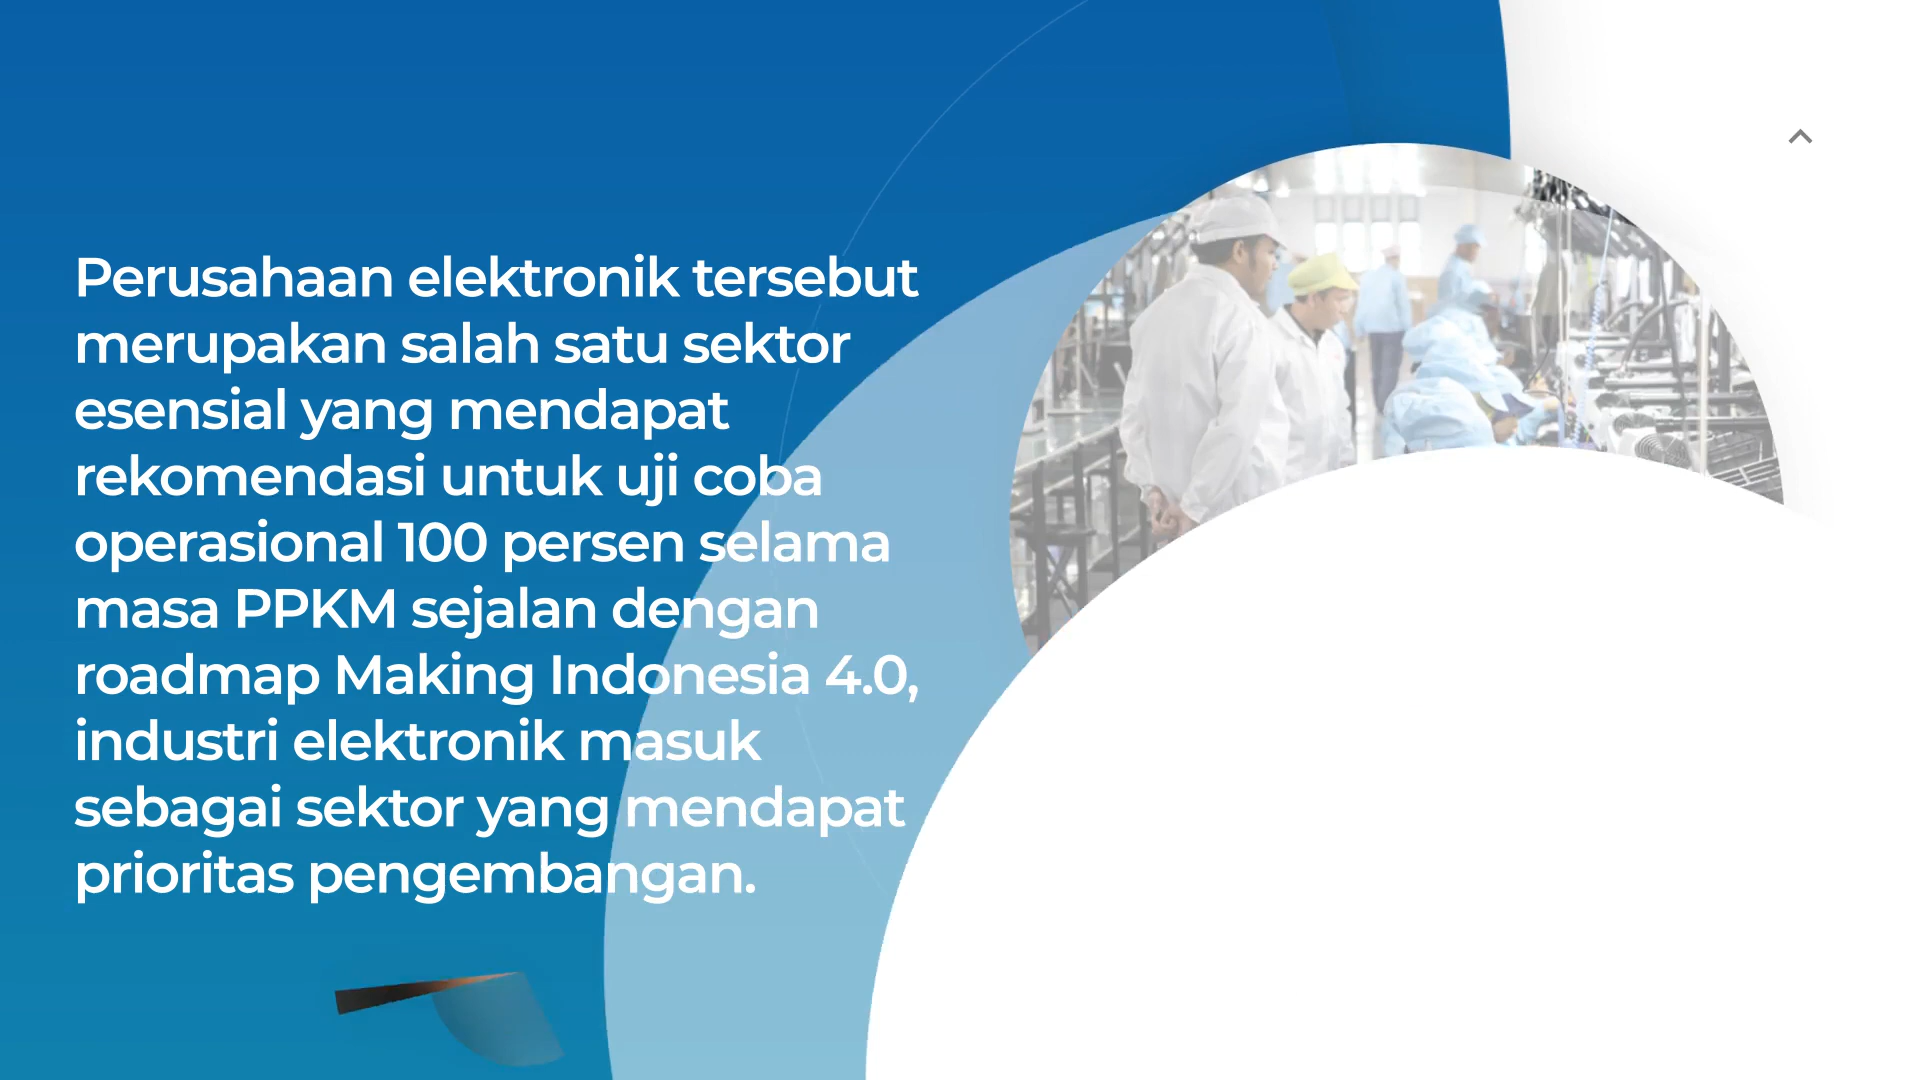 Perusahaan elektronik tersebut
merupakan salah satu sektor
esensial yang mendapat
rekomendasi untuk uji coba
operasional 100 persen selama
masa PPKM sejalan dengan
roadmap Making Indonesia 4.0,
industri elektronik masuk
sebagai sektor yang mendapat
prioritas pengembangan.